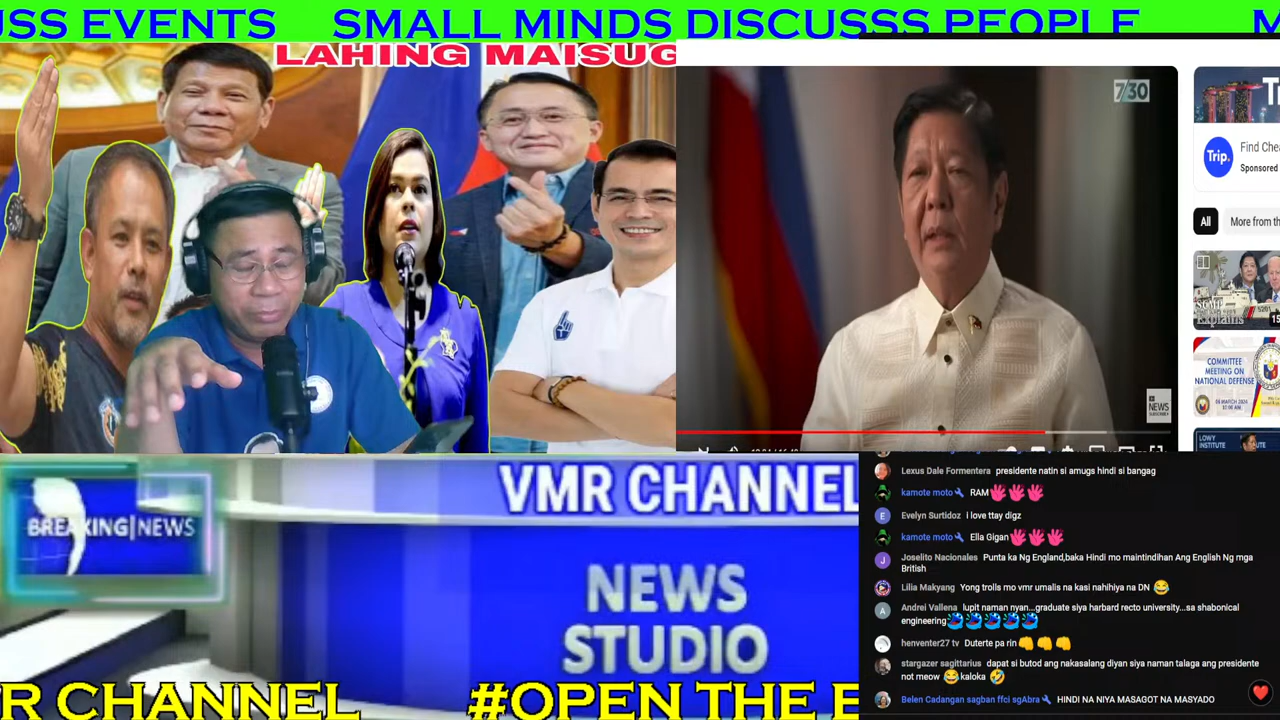 USS EVENTS SMALL MINDS DISCUSSS PEOPLE M
LAHING MAISUG
7/30
NEWS
Trip.
Find Chea
Sponsored
All
More from th
SOME
Explains
COMMITTEE
MEETING ON
NATIONAL DEFENSE
LOWY
INSTITUTE
VMR CHANNEL
BREAKING|NEWS
NEWS
STUDIO
Lexus Dale Formentera presidente natin si amugs hindi si bangag
kamote moto RAM
Evelyn Surtidoz i love ttay digz
kamote moto Ella Gigan
Joselito Nacionales Punta ka Ng England,baka Hindi mo maintindihan Ang English Ng mga
British
Lilia Makyang Yong trolls mo vmr umalis na kasi nahihiya na DN 😂
Andrei Vallena lupit naman nyan...graduate siya harbard recto university...sa shabonical
engineering
henventer27 tv Duterte pa rin 👊👊👊
stargazer sagittarius dapat si butod ang nakasalang diyan siya naman talaga ang presidente
not meow 😂kaloka 🤣
Belen Cadangan sagban ffci sgAbra HINDI NA NIYA MASAGOT NA MASYADO
R CHANNEL #OPEN THE B